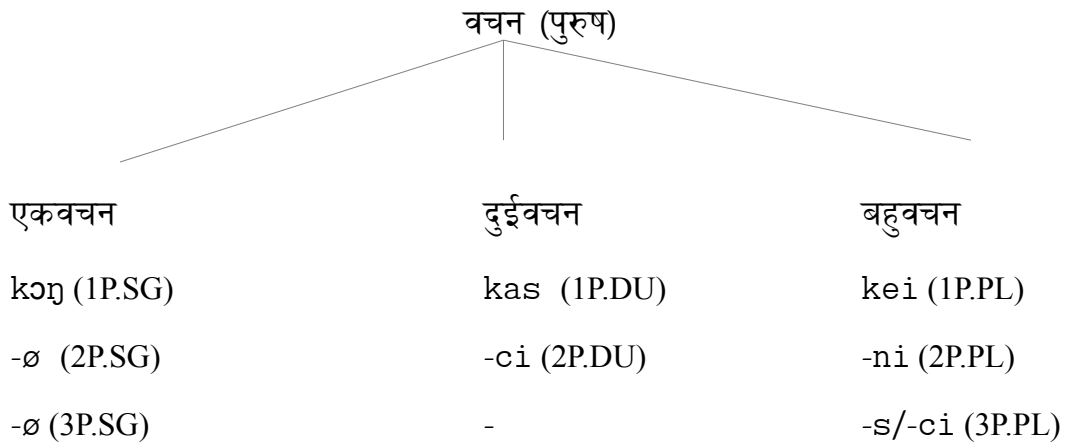 वचन (पुरुष)
एकवचन दुईवचन बहुवचन
kɔŋ (1P.SG) kas (1P.DU) kei (1P.PL)
-ø (2P.SG) -ci (2P.DU) -ni (2P.PL)
-ø (3P.SG) - -s/-ci (3P.PL)